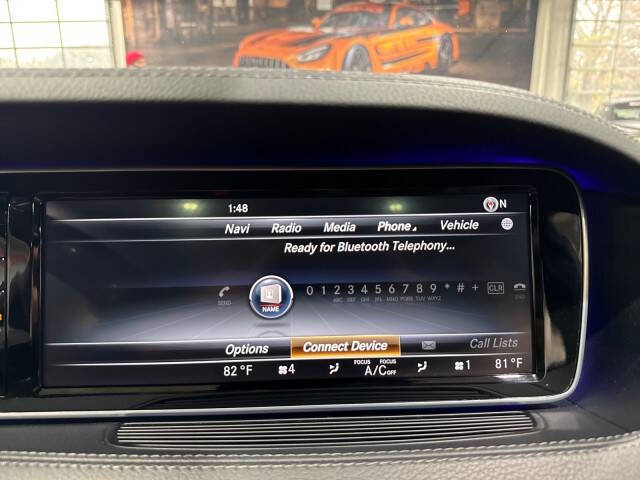 1:48 N
Navi Radio Media Phone Vehicle
Ready for Bluetooth Telephony...
0 1 2 3 4 5 6 7 8 9 * # + CLR
SEND ABC DEF GHI JKL MNO PQRS TUV WXYZ END
NAME
Options Connect Device Call Lists
82 °F 4 FOCUS FOCUS 1 81 °F
A/C OFF